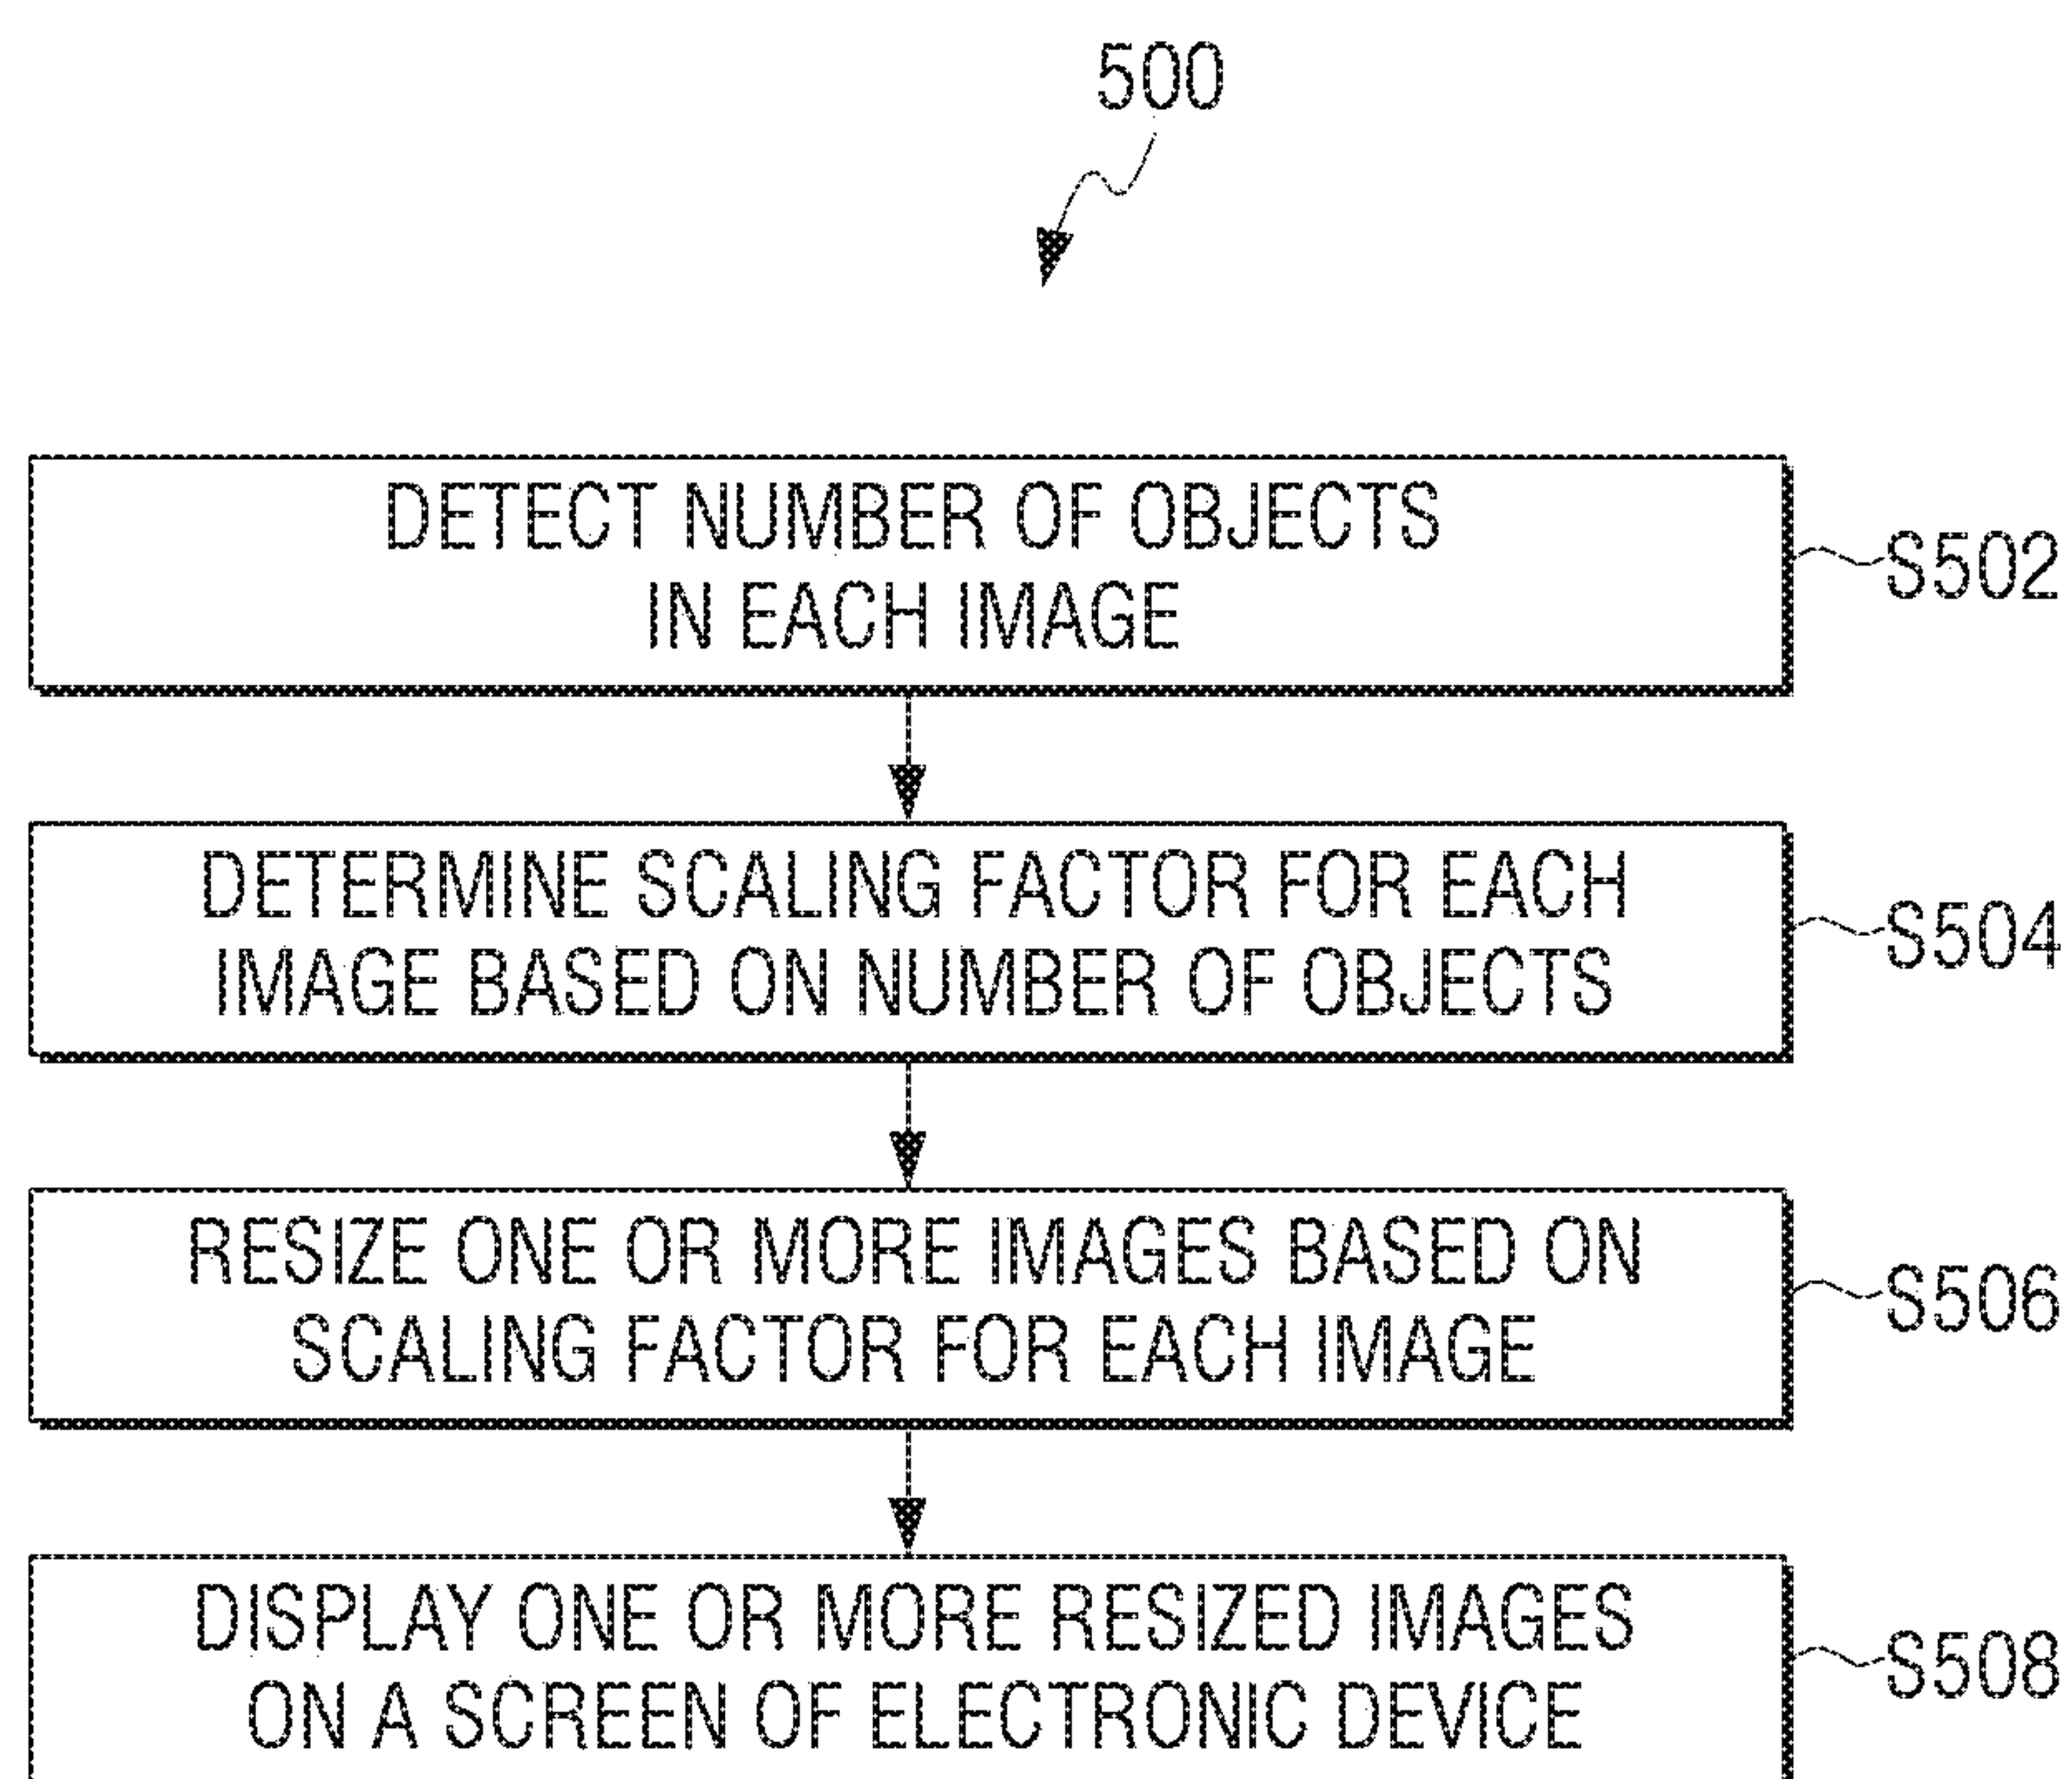 500
DETECT NUMBER OF OBJECTS
IN EACH IMAGE
S502
DETERMINE SCALING FACTOR FOR EACH
IMAGE BASED ON NUMBER OF OBJECTS
S504
RESIZE ONE OR MORE IMAGES BASED ON
SCALING FACTOR FOR EACH IMAGE
S506
DISPLAY ONE OR MORE RESIZED IMAGES
ON A SCREEN OF ELECTRONIC DEVICE
S508